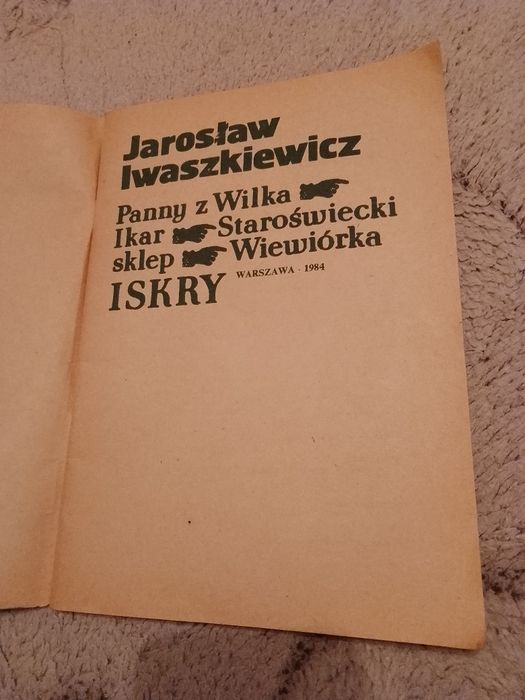 Jarosław
Iwaszkiewicz
Panny z Wilka
Ikar Staroświecki
sklep Wiewiórka
WARSZAWA · 1984
ISKRY